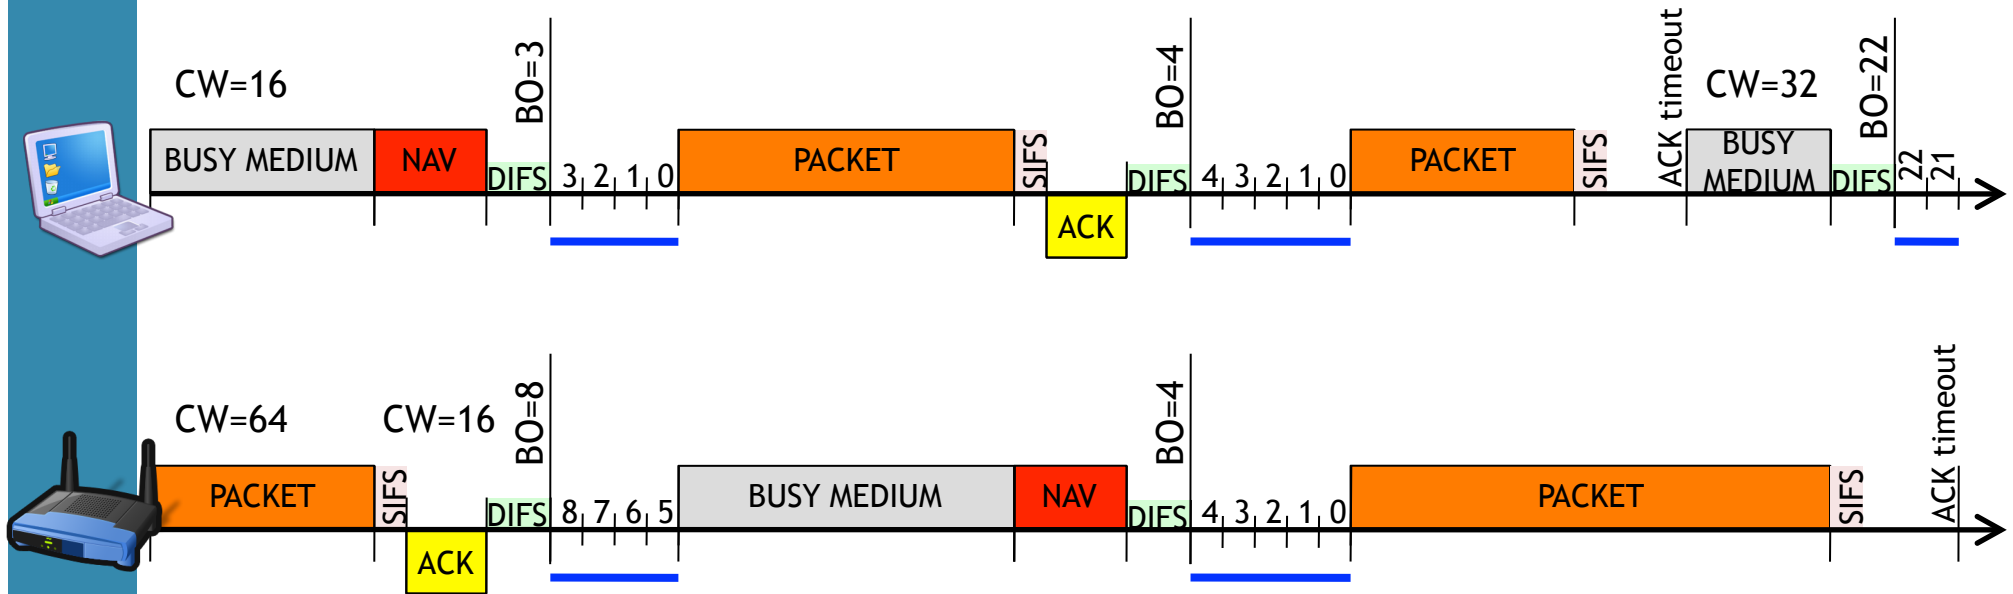 CW=16
BUSY MEDIUM
NAV
DIFS
BO=3
3 2 1 0
PACKET
SIFS
ACK
DIFS
BO=4
4 3 2 1 0
PACKET
SIFS
ACK timeout
CW=32
BUSY
MEDIUM
DIFS
BO=22
22
21
CW=64
PACKET
SIFS
CW=16
ACK
DIFS
BO=8
8 7 6 5
BUSY MEDIUM
NAV
DIFS
BO=4
4 3 2 1 0
PACKET
SIFS
ACK timeout